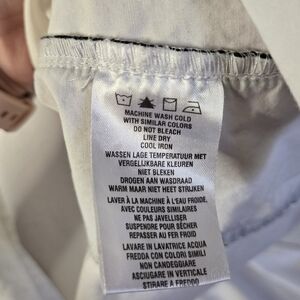 MACHINE WASH COLD
WITH SIMILAR COLORS
DO NOT BLEACH
LINE DRY
COOL IRON
WASSEN LAGE TEMPERATUUR MET
VERGELIJKBARE KLEUREN
NIET BLEKEN
DROGEN AAN WASDRAAD
WARM MAAR NIET HEET STRIJKEN
LAVER À LA MACHINE À L'EAU FROIDE,
AVEC COULEURS SIMILAIRES
NE PAS JAVELLISER
SUSPENDRE POUR SÉCHER
REPASSER AU FER FROID
LAVARE IN LAVATRICE ACQUA
FREDDA CON COLORI SIMILI
NON CANDEGGIARE
ASCIUGARE IN VERTICALE
STIRARE A FREDDO